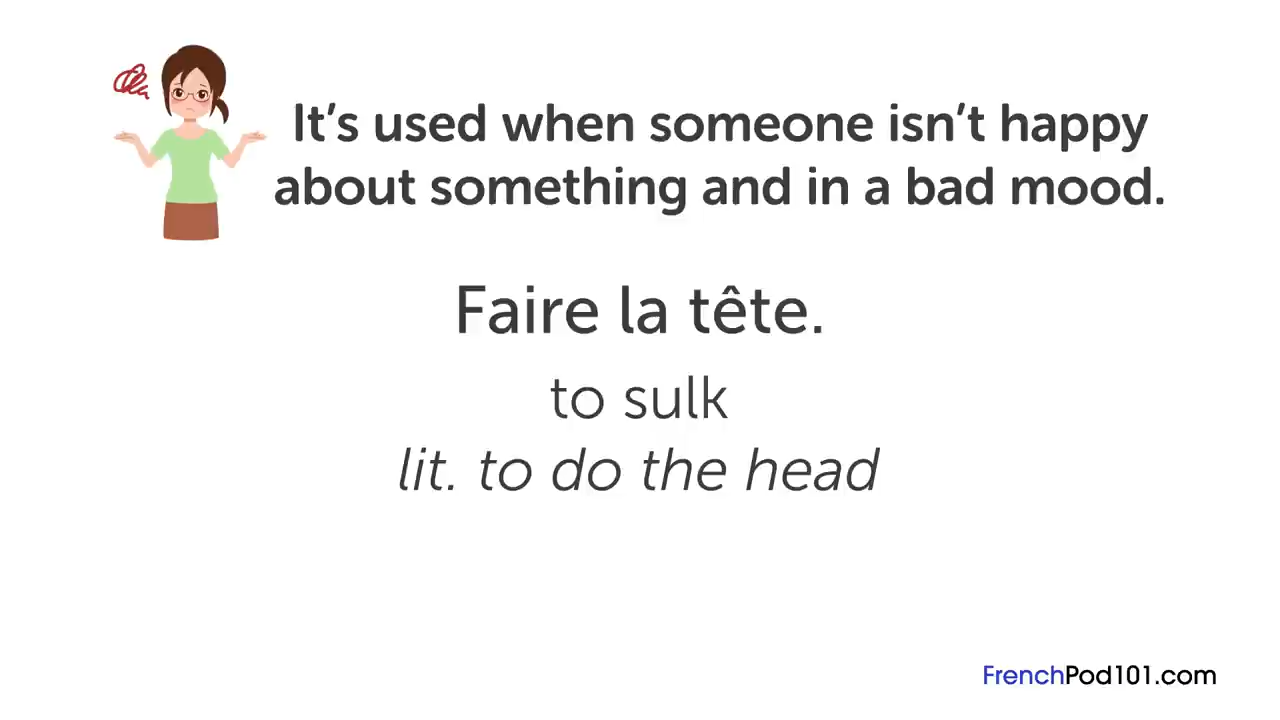 It's used when someone isn't happy
about something and in a bad mood.
Faire la tête.
to sulk
lit. to do the head
FrenchPod101.com